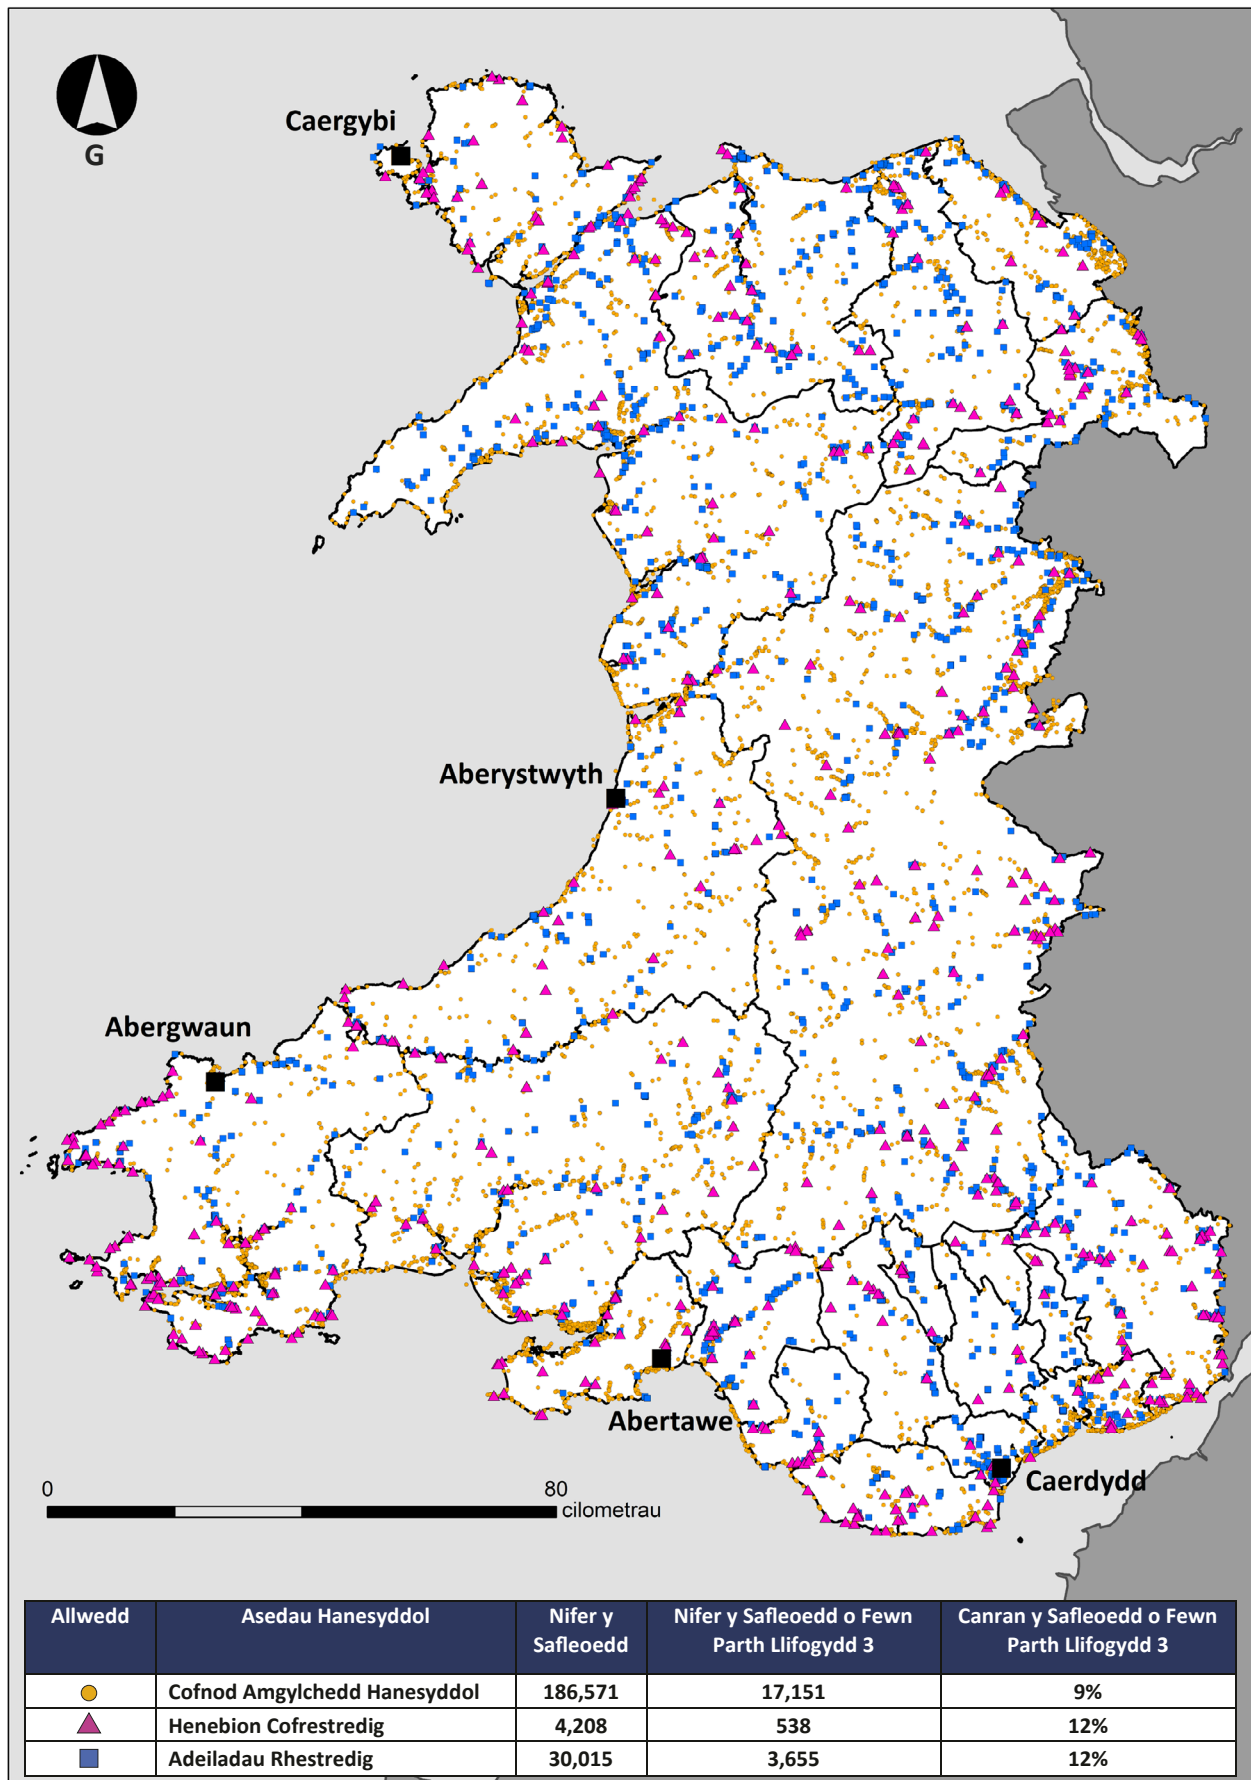 G
Caergybi
Aberystwyth
Abergwaun
Abertawe
Caerdydd
0 80
cilometrau
Allwedd Asedau Hanesyddol Nifer y Safleoedd Nifer y Safleoedd o Fewn Parth Llifogydd 3 Canran y Safleoedd o Fewn Parth Llifogydd 3
Cofnod Amgylchedd Hanesyddol 186,571 17,151 9%
Henebion Cofrestredig 4,208 538 12%
Adeiladau Rhestredig 30,015 3,655 12%